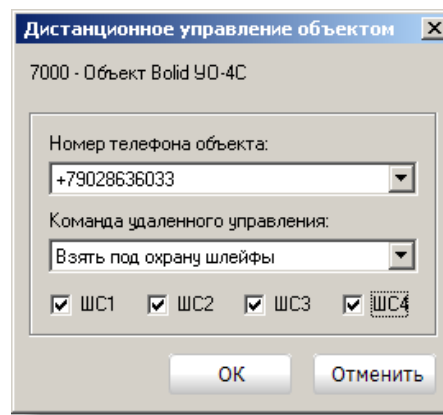 Дистанционное управление объектом
7000 - Объект Bolid УО-4С
Номер телефона объекта:
+79028636033
Команда удаленного управления:
Взять под охрану шлейфы
ШС1 ШС2 ШС3 ШС4
ОК Отменить